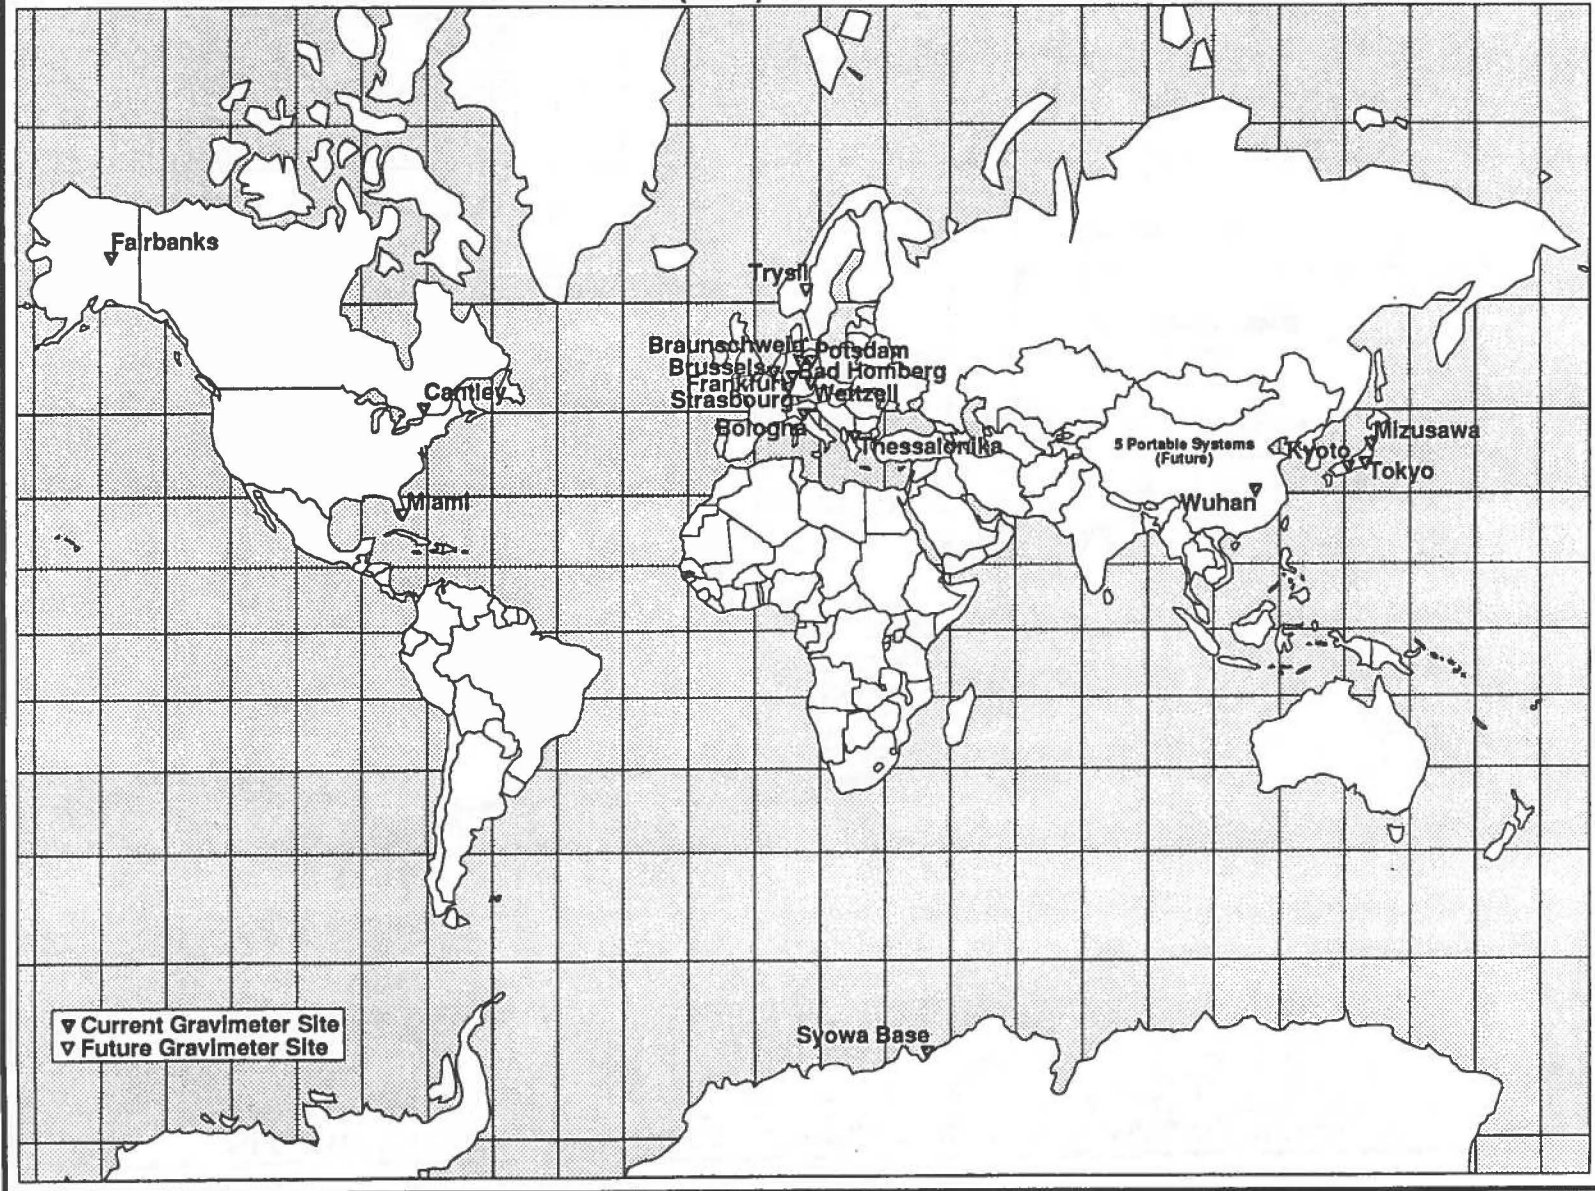 Fairbanks
Trysil
Braunschweig
Potsdam
Brussels
Bad Homberg
Frankfurt
Wettzell
Strasbourg
Cantley
Bologna
Thessalonika
5 Portable Systems
(Future)
Mizusawa
Kyoto
Tokyo
Wuhan
Miami
Current Gravimeter Site
Future Gravimeter Site
Syowa Base